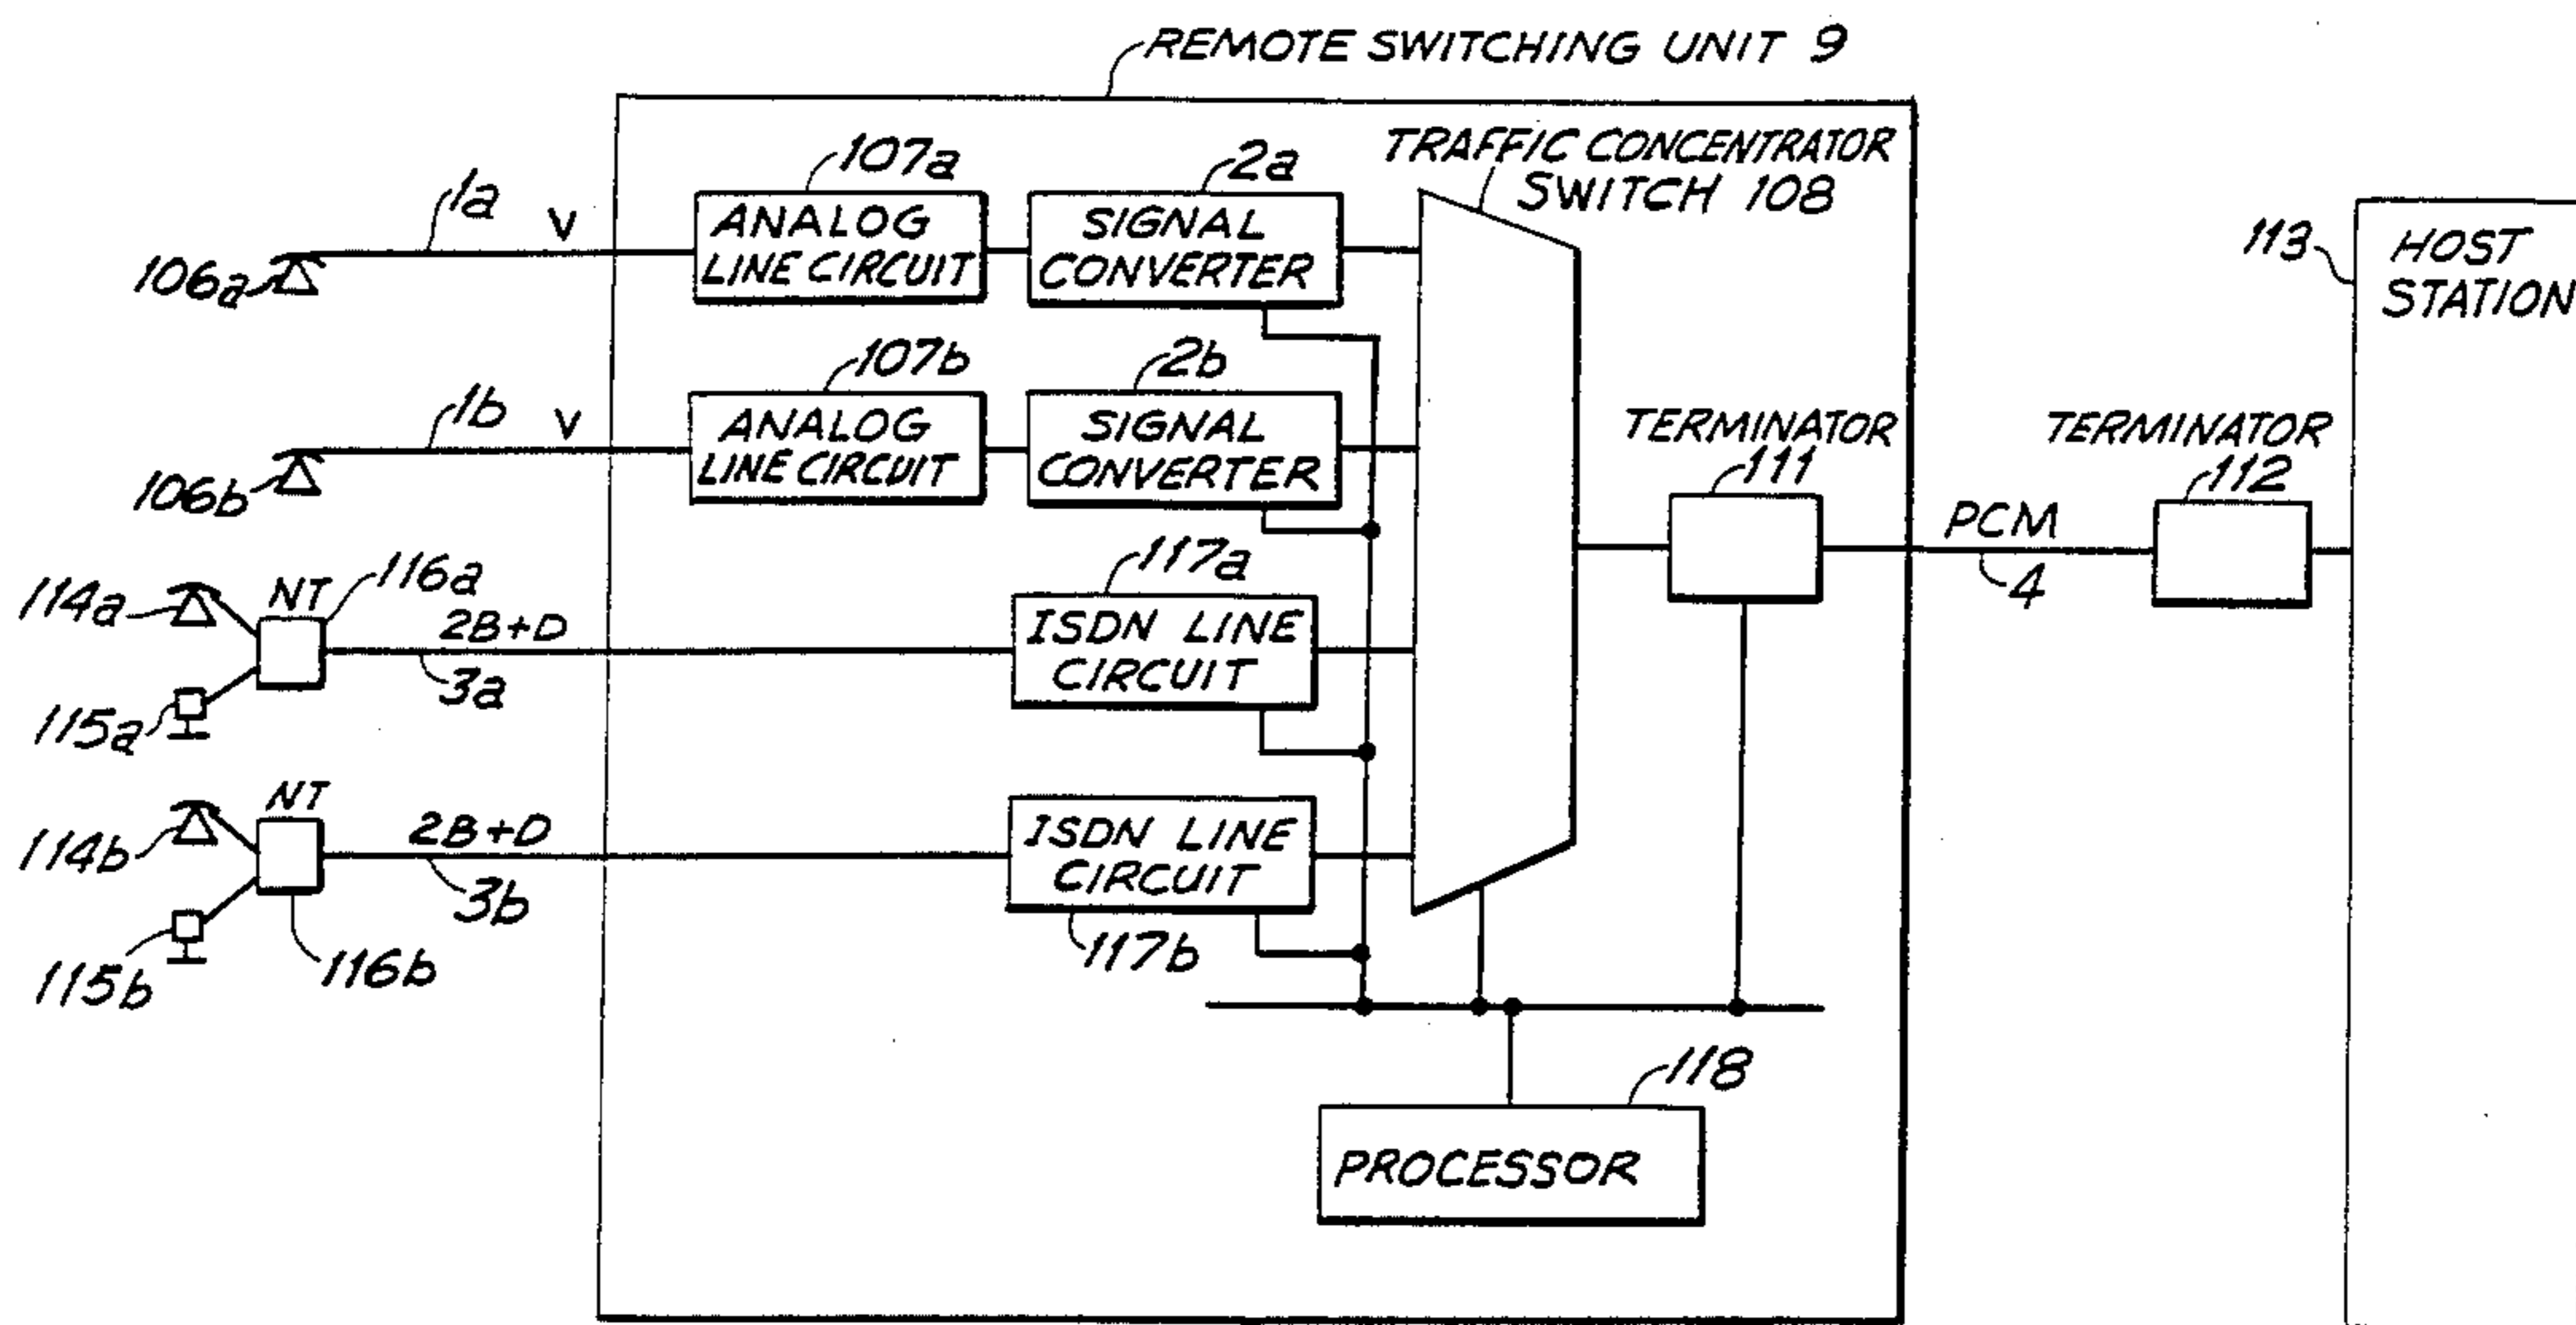 REMOTE SWITCHING UNIT 9
TRAFFIC CONCENTRATOR
SWITCH 108
107a
2a
1a
V
ANALOG
LINE CIRCUIT
SIGNAL
CONVERTER
106a
113
HOST
STATION
107b
2b
1b
V
ANALOG
LINE CIRCUIT
SIGNAL
CONVERTER
106b
TERMINATOR
111
TERMINATOR
112
PCM
4
114a
NT
116a
2B+D
3a
115a
117a
ISDN LINE
CIRCUIT
114b
NT
2B+D
3b
115b
116b
ISDN LINE
CIRCUIT
117b
118
PROCESSOR